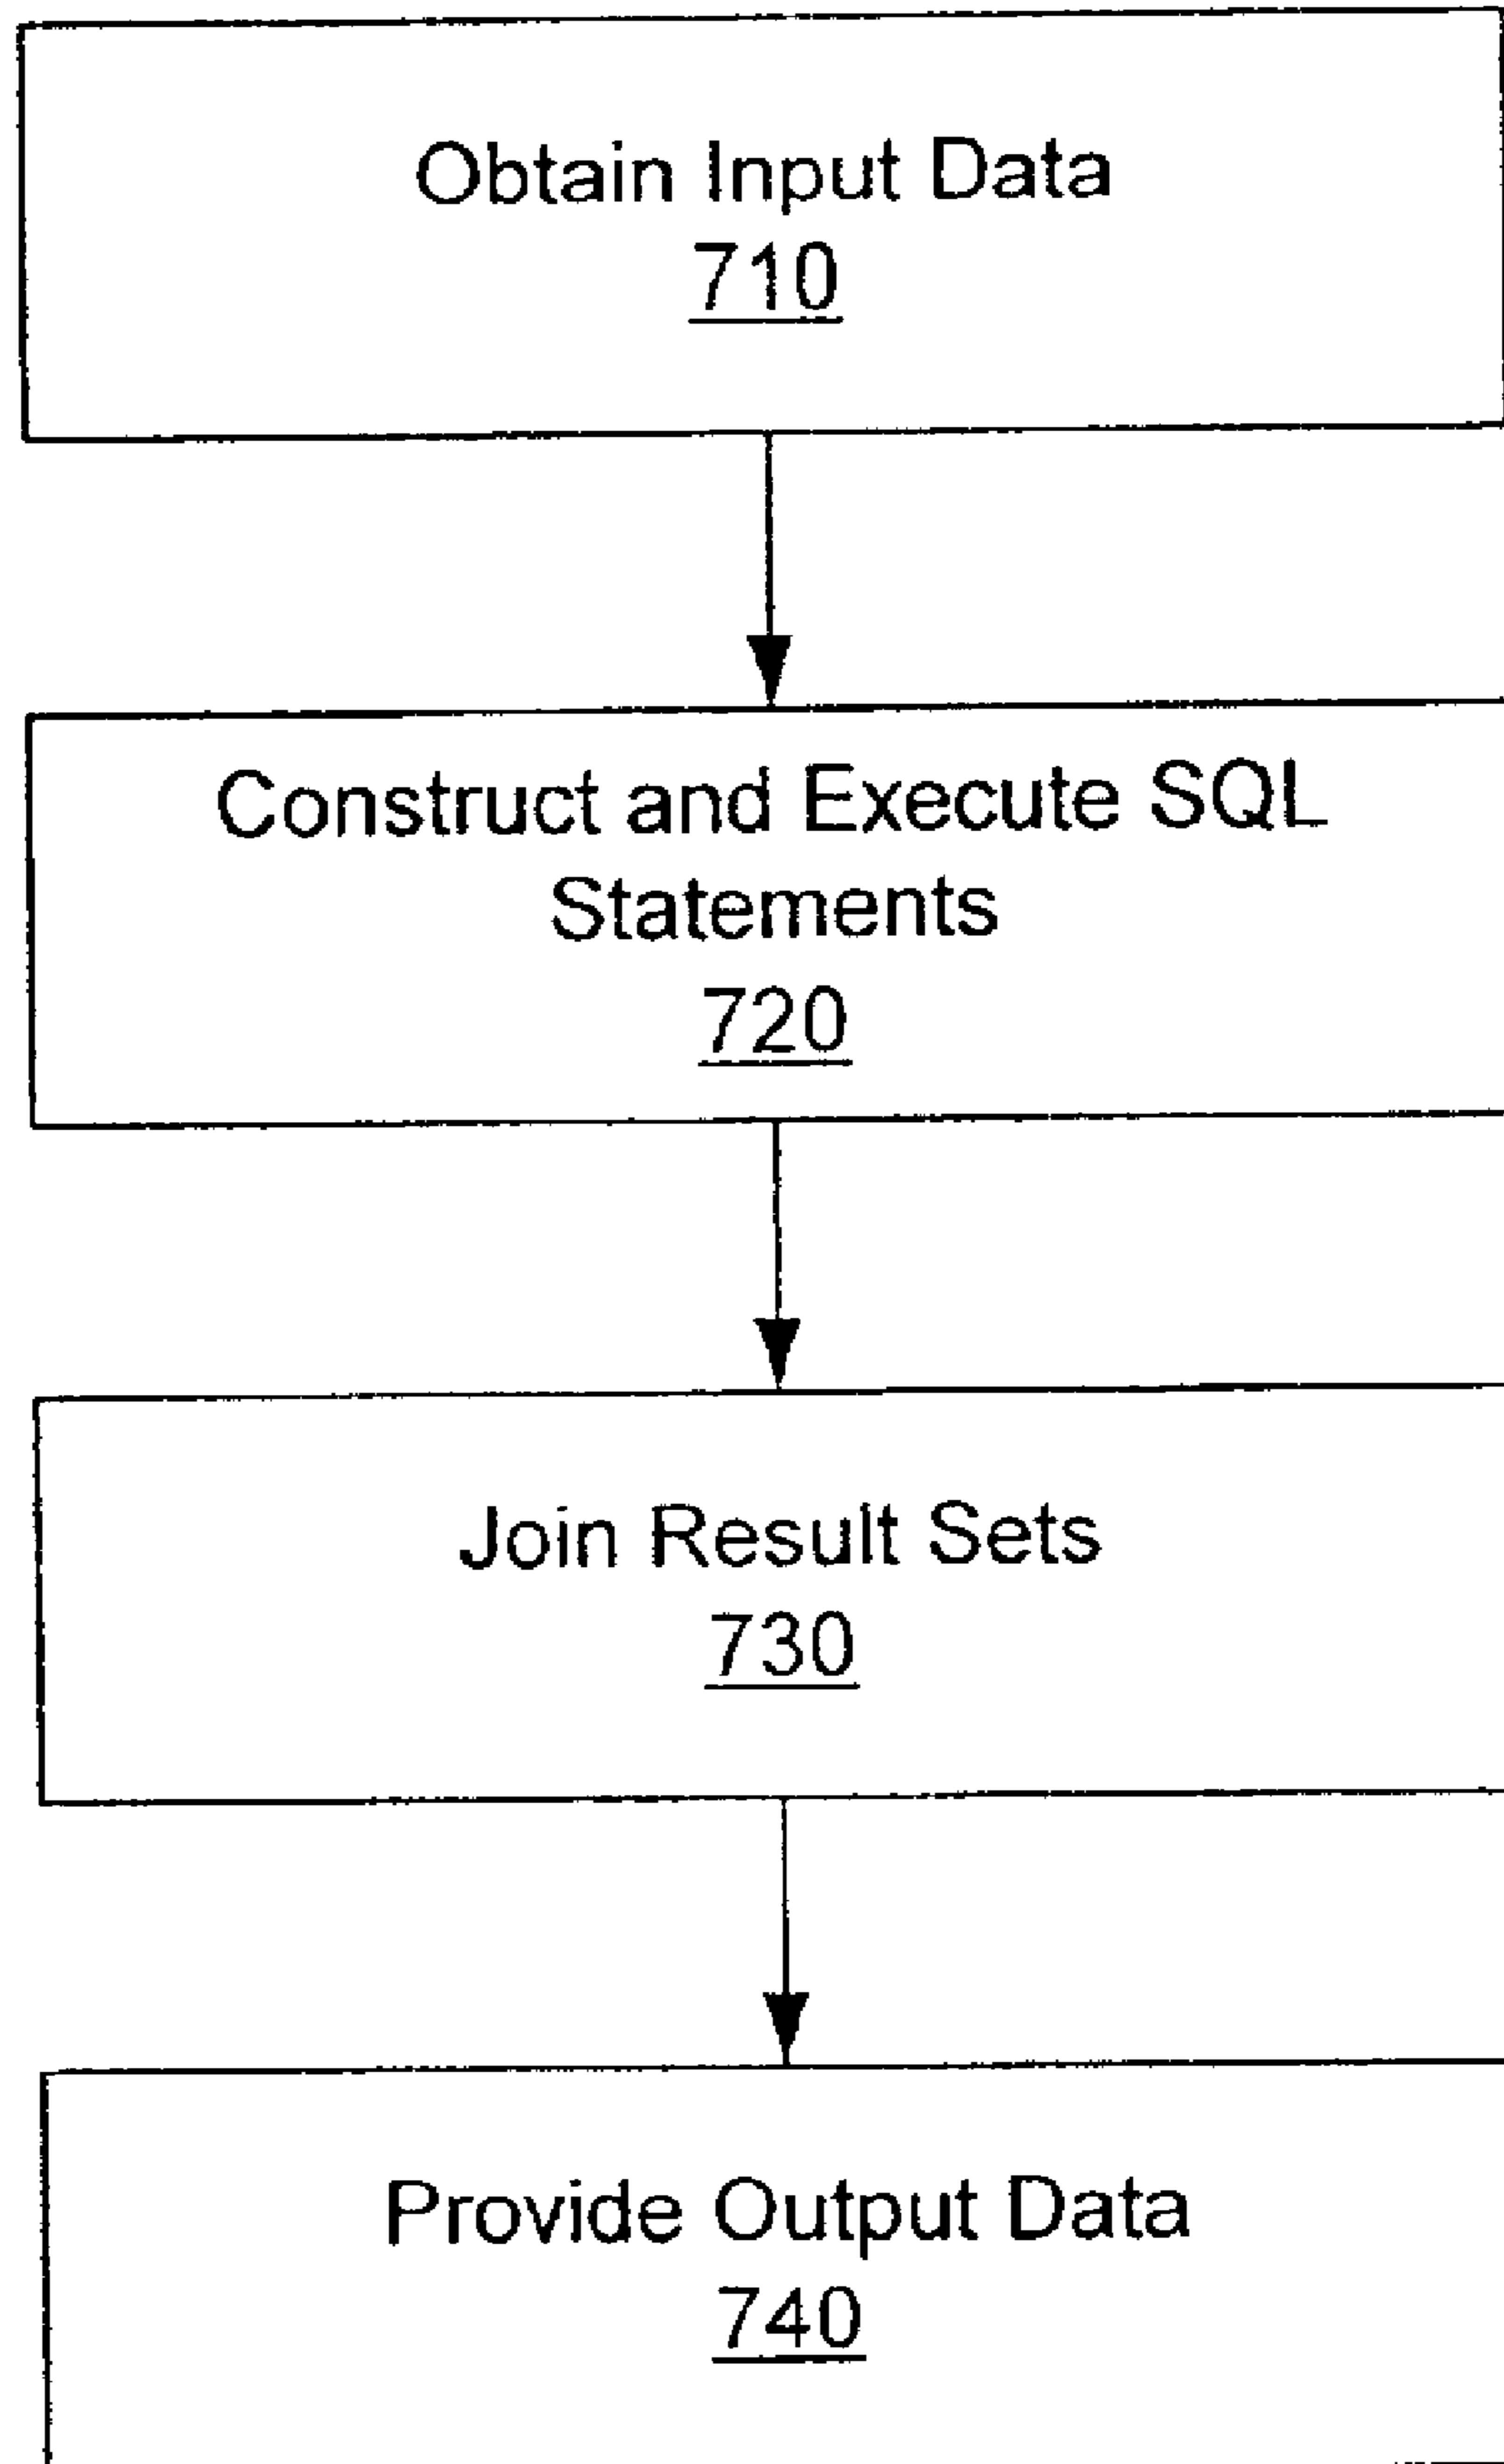 Obtain Input Data
710
Construct and Execute SQL
Statements
720
Join Result Sets
730
Provide Output Data
740